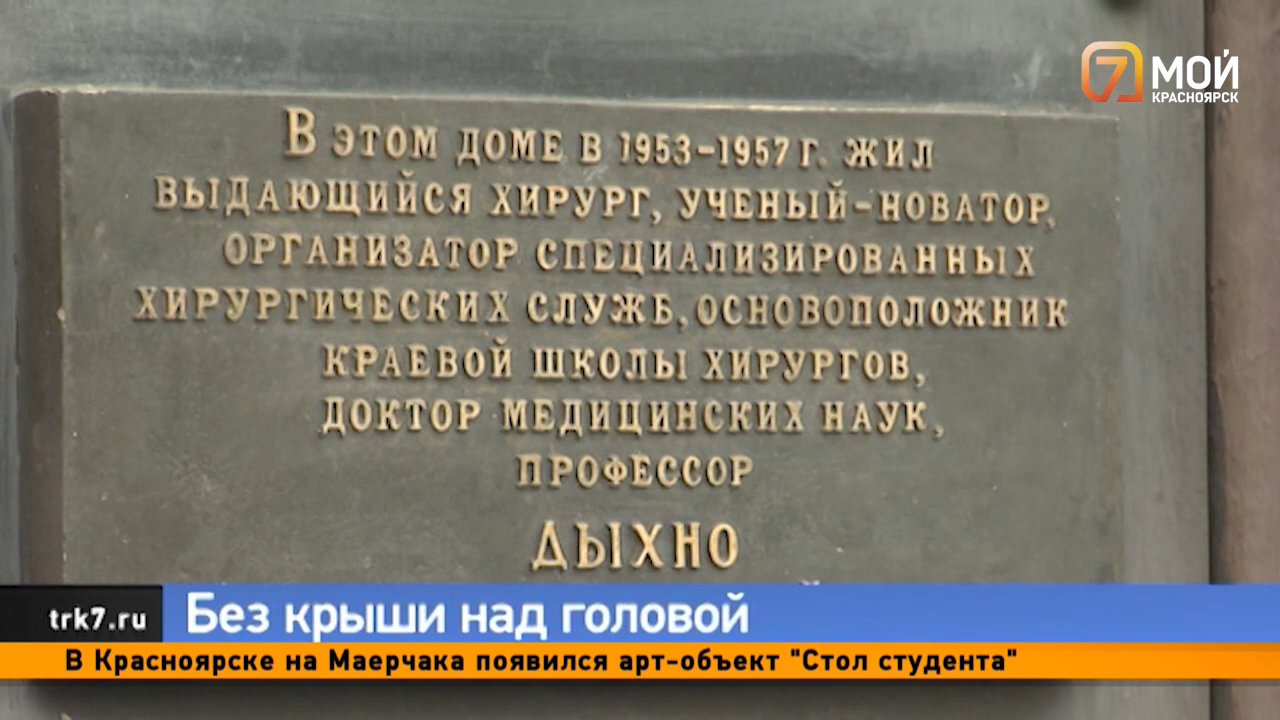 7 МОЙ
КРАСНОЯРСК
В ЭТОМ ДОМЕ В 1953-1957 Г. ЖИЛ
ВЫДАЮЩИЙСЯ ХИРУРГ, УЧЕНЫЙ-НОВАТОР,
ОРГАНИЗАТОР СПЕЦИАЛИЗИРОВАННЫХ
ХИРУРГИЧЕСКИХ СЛУЖБ, ОСНОВОПОЛОЖНИК
КРАЕВОЙ ШКОЛЫ ХИРУРГОВ,
ДОКТОР МЕДИЦИНСКИХ НАУК,
ПРОФЕССОР
ДЫХНО
trk7.ru Без крыши над головой
В Красноярске на Маерчака появился арт-объект "Стол студента"